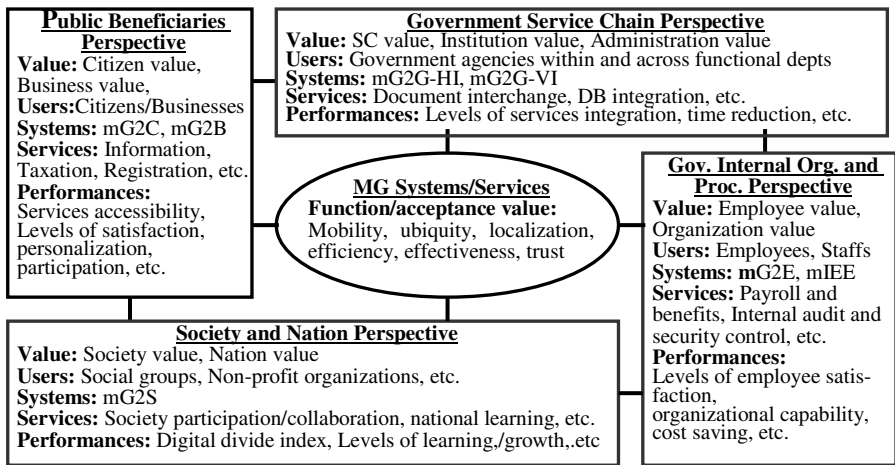 Public Beneficiaries
Perspective
Value: Citizen value,
Business value,
Users:Citizens/Businesses
Systems: mG2C, mG2B
Services: Information,
Taxation, Registration, etc.
Performances:
Services accessibility,
Levels of satisfaction,
personalization,
participation, etc.
Government Service Chain Perspective
Value: SC value, Institution value, Administration value
Users: Government agencies within and across functional depts
Systems: mG2G-HI, mG2G-VI
Services: Document interchange, DB integration, etc.
Performances: Levels of services integration, time reduction, etc.
MG Systems/Services
Function/acceptance value:
Mobility, ubiquity, localization,
efficiency, effectiveness, trust
Gov. Internal Org. and
Proc. Perspective
Value: Employee value,
Organization value
Users: Employees, Staffs
Systems: mG2E, mIEE
Services: Payroll and
benefits, Internal audit and
security control, etc.
Performances:
Levels of employee satis-
faction,
organizational capability,
cost saving, etc.
Society and Nation Perspective
Value: Society value, Nation value
Users: Social groups, Non-profit organizations, etc.
Systems: mG2S
Services: Society participation/collaboration, national learning, etc.
Performances: Digital divide index, Levels of learning,/growth,.etc